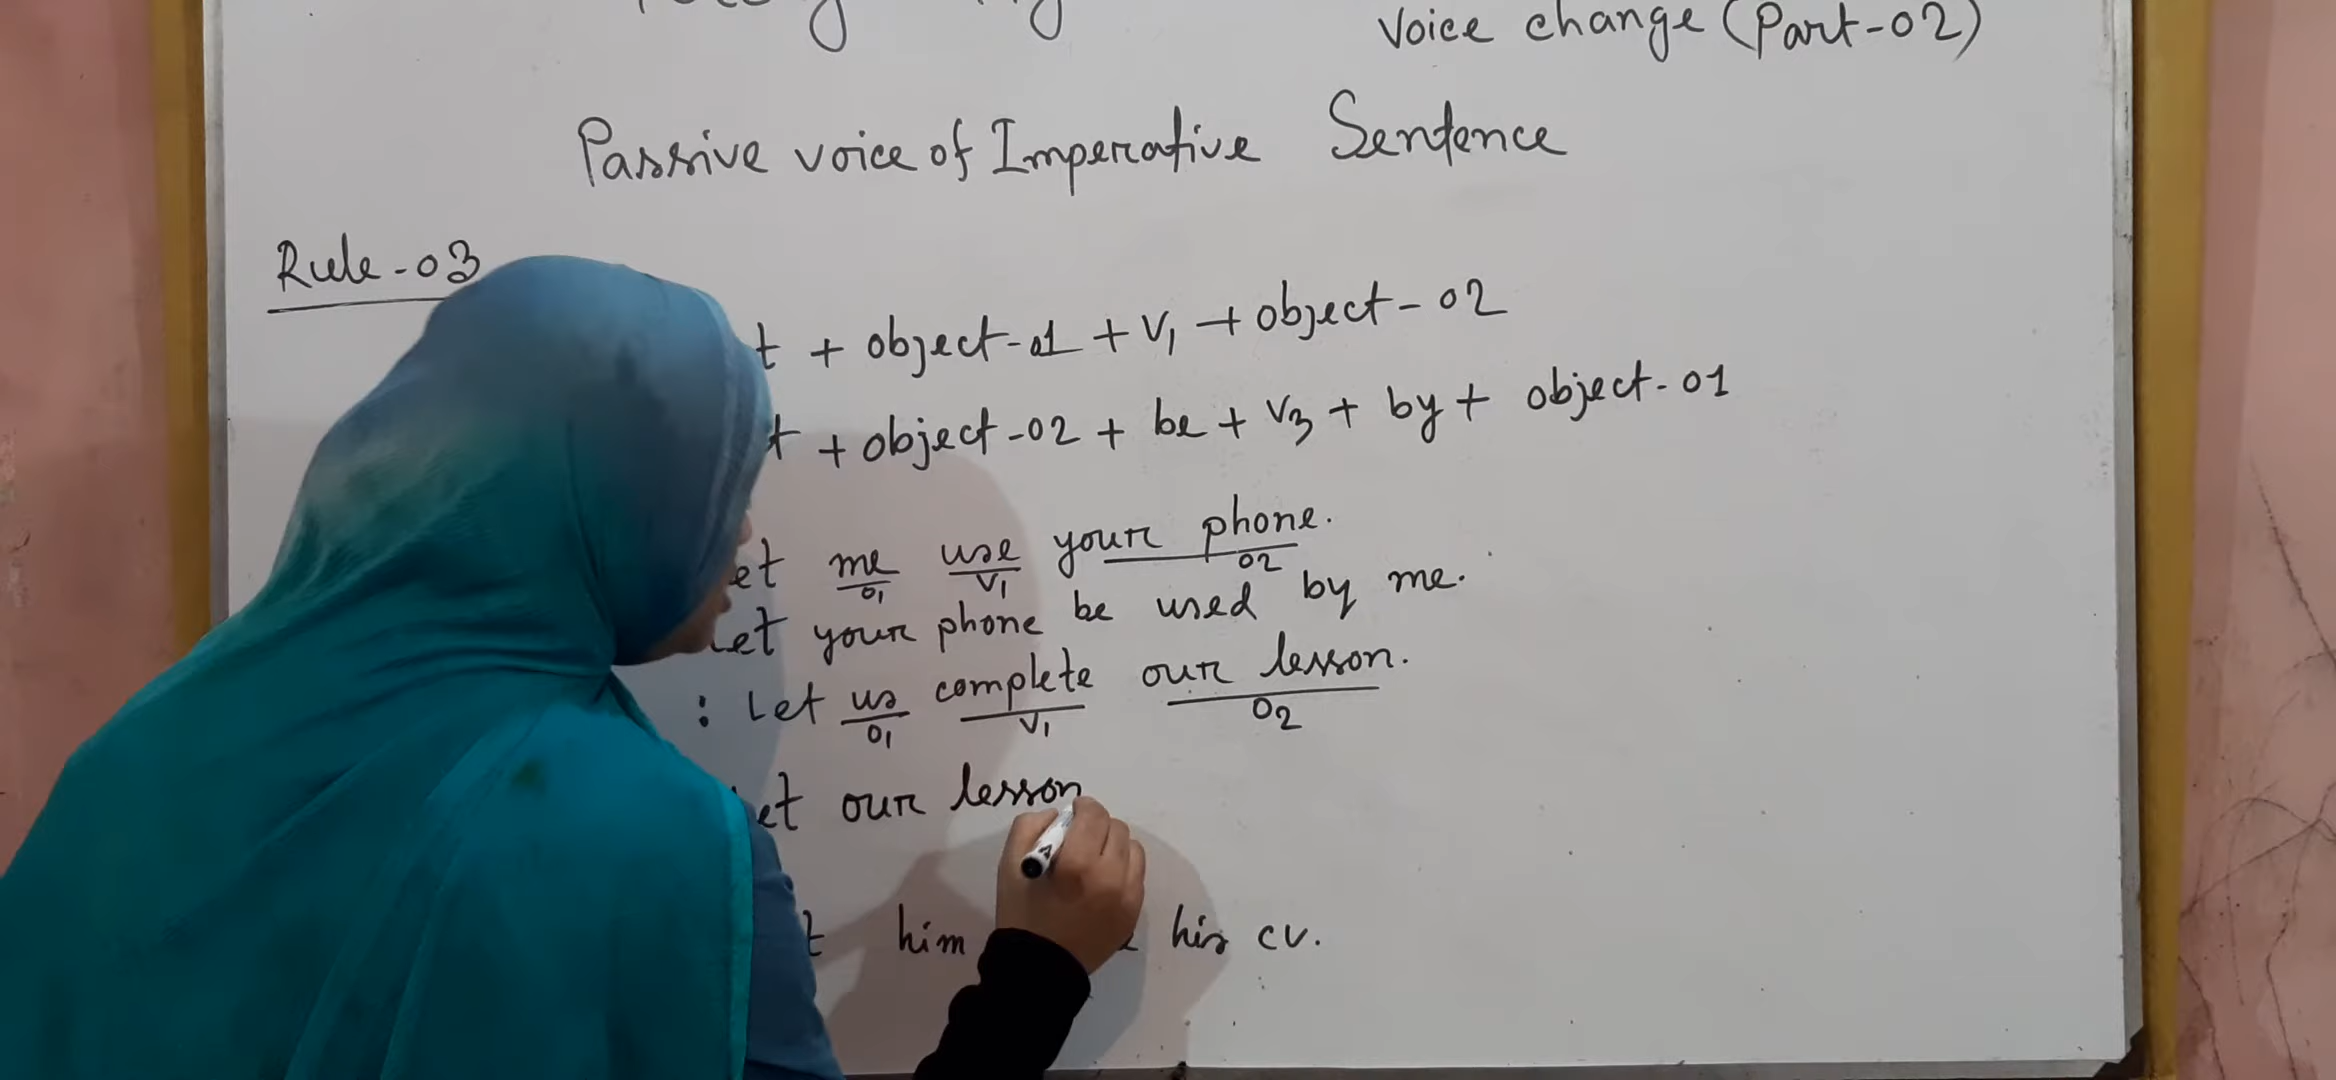 Voice change (Part-02)
Passive voice of Imperative Sentence
Rule-03
t + object-01 + V1 + object-02
t + object-02 + be + V3 + by + object-01
et me use your phone.
01 V1 02
Let your phone be used by me.
: Let us complete our lesson.
01 V1 02
et our lesson
t him his cv.